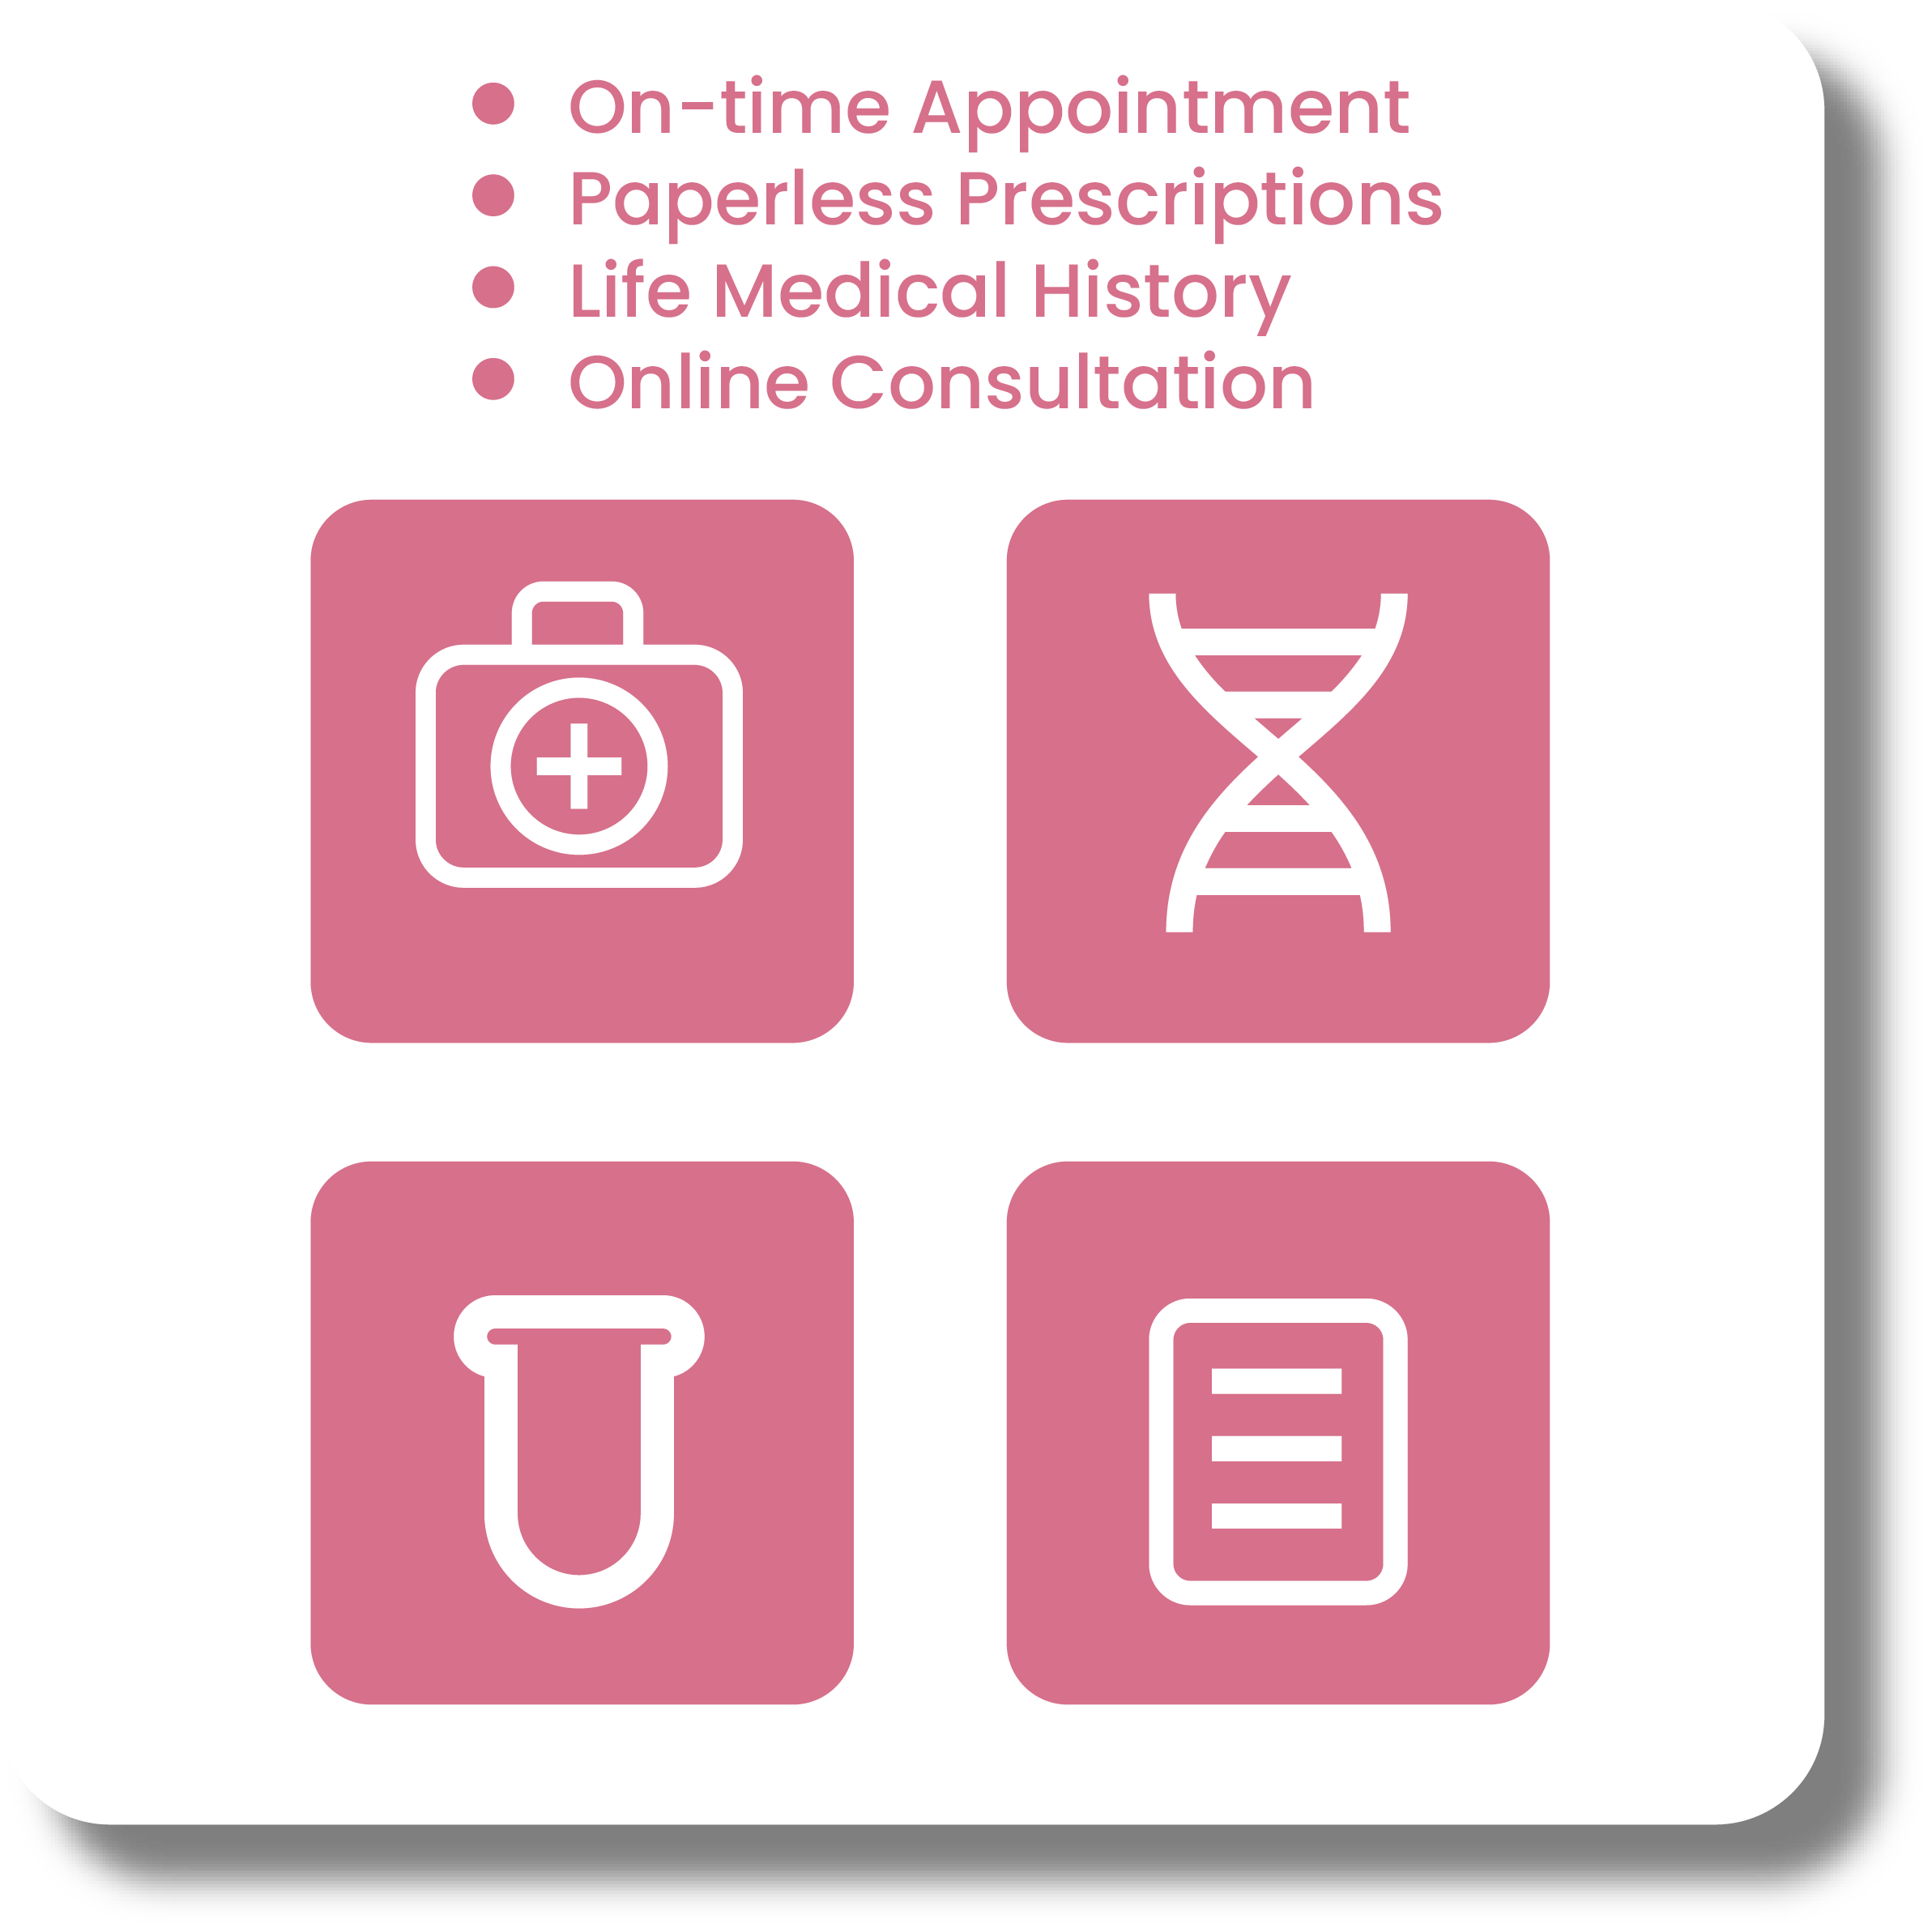 On-time Appointment
Paperless Prescriptions
Life Medical History
Online Consultation